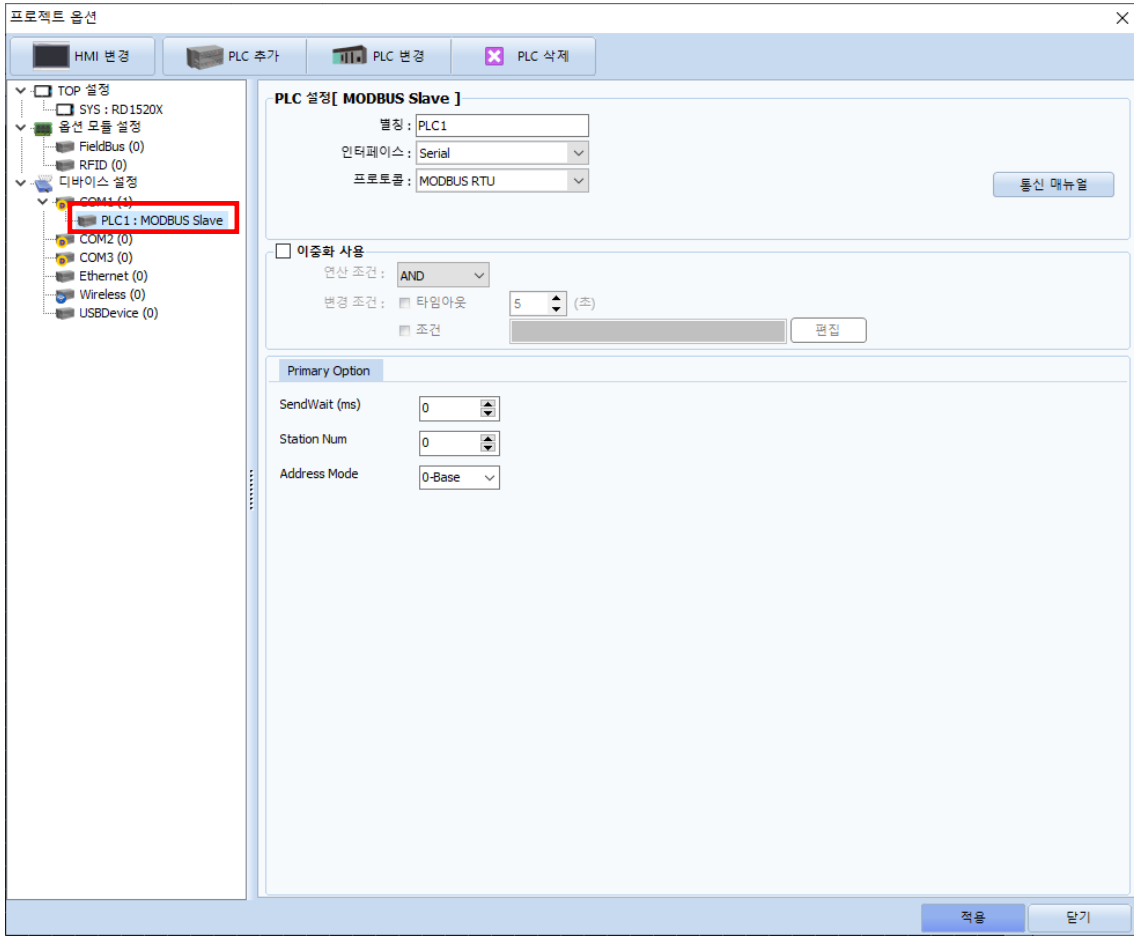 프로젝트 옵션
HMI 변경 PLC 추가 PLC 변경 PLC 삭제
TOP 설정
SYS : RD1520X
옵션 모듈 설정
FieldBus (0)
RFID (0)
디바이스 설정
COM1 (1)
PLC1 : MODBUS Slave
COM2 (0)
COM3 (0)
Ethernet (0)
Wireless (0)
USBDevice (0)
PLC 설정[ MODBUS Slave ]
별칭 : PLC1
인터페이스 : Serial
프로토콜 : MODBUS RTU
통신 매뉴얼
이중화 사용
연산 조건 : AND
변경 조건 : 타임아웃 5 (초)
조건 편집
Primary Option
SendWait (ms) 0
Station Num 0
Address Mode 0-Base
적용 닫기